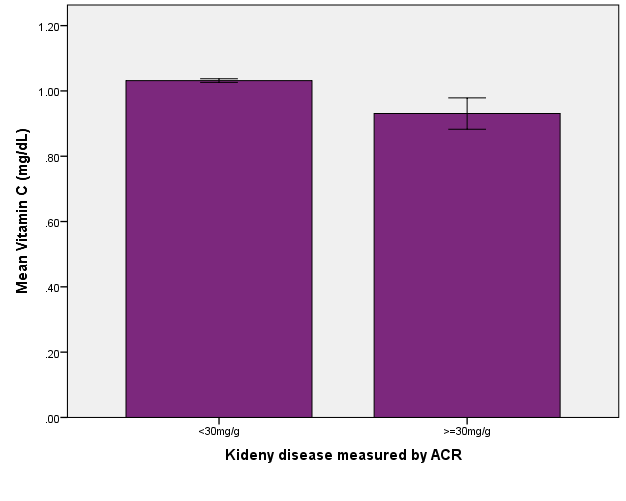 1.20
1.00
.80
.60
.40
.20
.00
Mean Vitamin C (mg/dL)
<30mg/g
>=30mg/g
Kideny disease measured by ACR